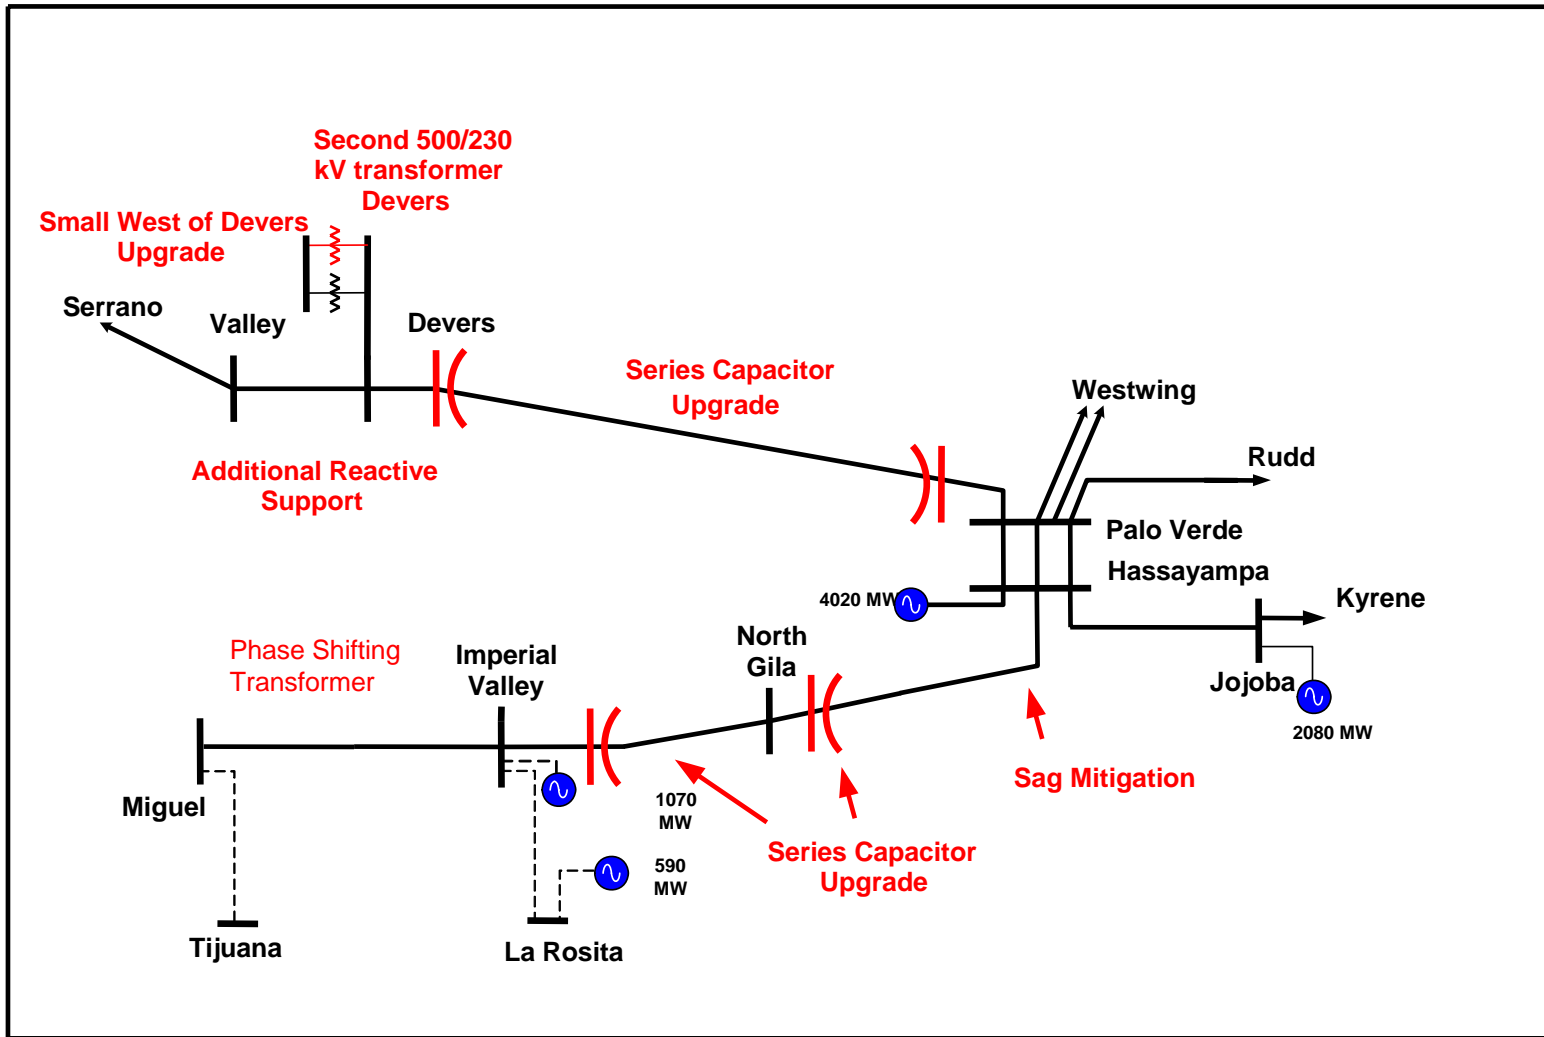 Second 500/230
kV transformer
Devers
Small West of Devers
Upgrade
Serrano
Valley
Devers
Series Capacitor
Upgrade
Westwing
Rudd
Additional Reactive
Support
Palo Verde
Hassayampa
4020 MW
Kyrene
North
Gila
Phase Shifting
Transformer
Imperial
Valley
Jojoba
2080 MW
Sag Mitigation
Miguel
1070
MW
Series Capacitor
Upgrade
590
MW
Tijuana
La Rosita